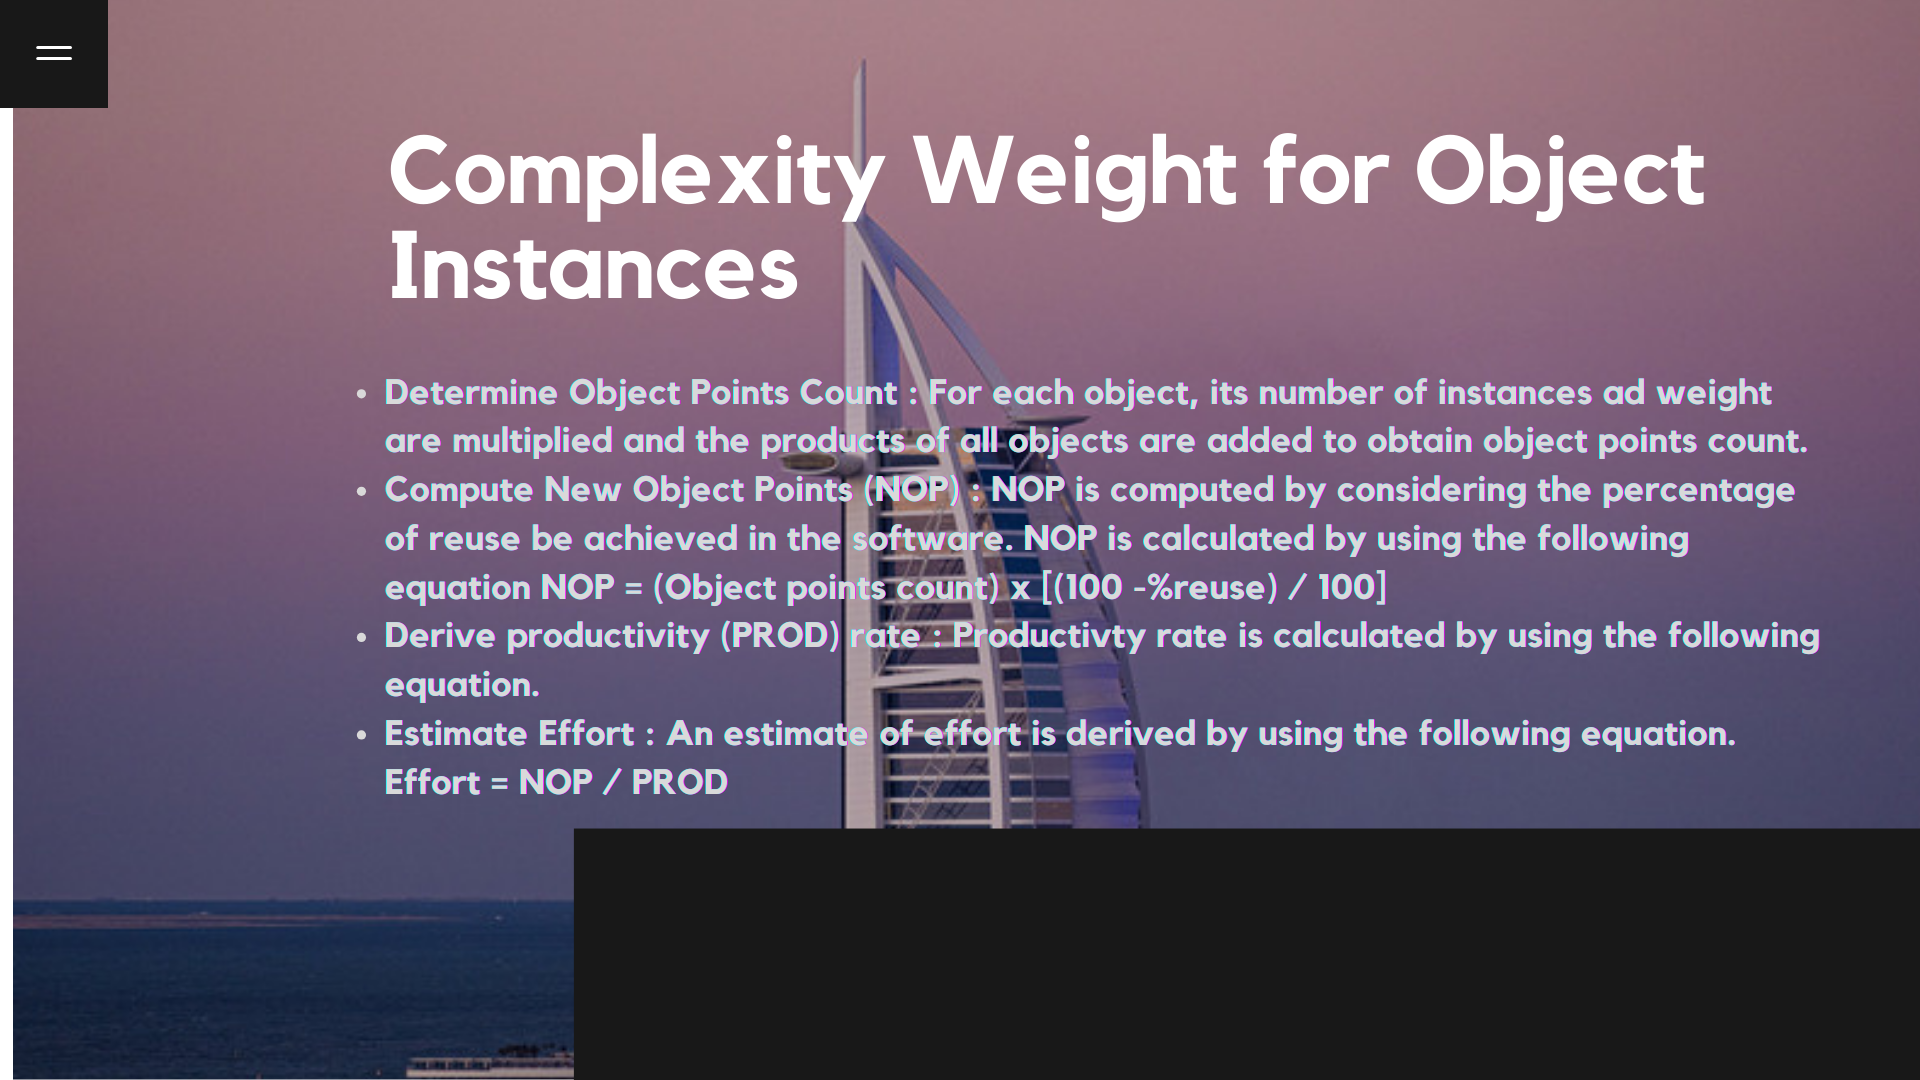 Complexity Weight for Object
Instances
• Determine Object Points Count : For each object, its number of instances ad weight
are multiplied and the products of all objects are added to obtain object points count.
• Compute New Object Points (NOP) : NOP is computed by considering the percentage
of reuse be achieved in the software. NOP is calculated by using the following
equation NOP = (Object points count) x [(100 -%reuse) / 100]
• Derive productivity (PROD) rate : Productivty rate is calculated by using the following
equation.
• Estimate Effort : An estimate of effort is derived by using the following equation.
Effort = NOP / PROD